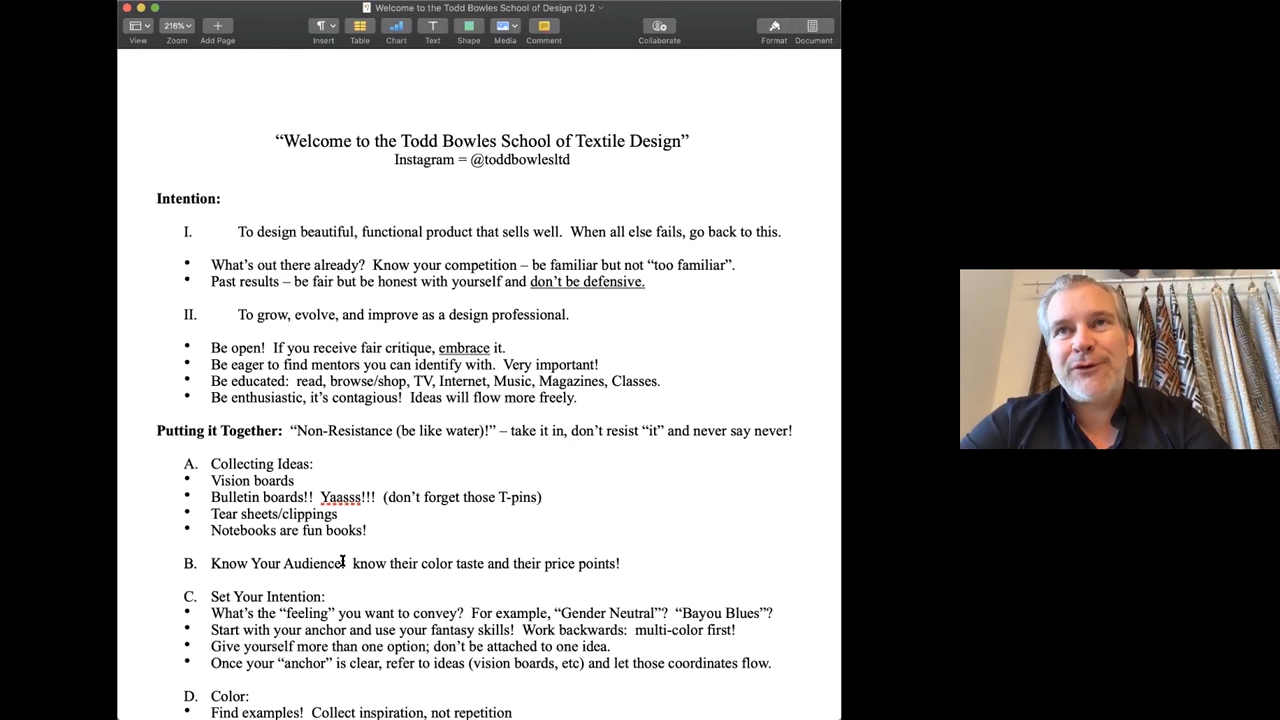 Welcome to the Todd Bowles School of Design (2) 2
216%
View Zoom Add Page Insert Table Chart Text Shape Media Comment Collaborate Format Document
“Welcome to the Todd Bowles School of Textile Design”
Instagram = @toddbowlesltd
Intention:
I. To design beautiful, functional product that sells well. When all else fails, go back to this.
• What’s out there already? Know your competition – be familiar but not “too familiar”.
• Past results – be fair but be honest with yourself and don’t be defensive.
II. To grow, evolve, and improve as a design professional.
• Be open! If you receive fair critique, embrace it.
• Be eager to find mentors you can identify with. Very important!
• Be educated: read, browse/shop, TV, Internet, Music, Magazines, Classes.
• Be enthusiastic, it’s contagious! Ideas will flow more freely.
Putting it Together: “Non-Resistance (be like water)!” – take it in, don’t resist “it” and never say never!
A. Collecting Ideas:
• Vision boards
• Bulletin boards!! Yaasss!!! (don’t forget those T-pins)
• Tear sheets/clippings
• Notebooks are fun books!
B. Know Your Audience know their color taste and their price points!
C. Set Your Intention:
• What’s the “feeling” you want to convey? For example, “Gender Neutral”? “Bayou Blues”?
• Start with your anchor and use your fantasy skills! Work backwards: multi-color first!
• Give yourself more than one option; don’t be attached to one idea.
• Once your “anchor” is clear, refer to ideas (vision boards, etc) and let those coordinates flow.
D. Color:
• Find examples! Collect inspiration, not repetition